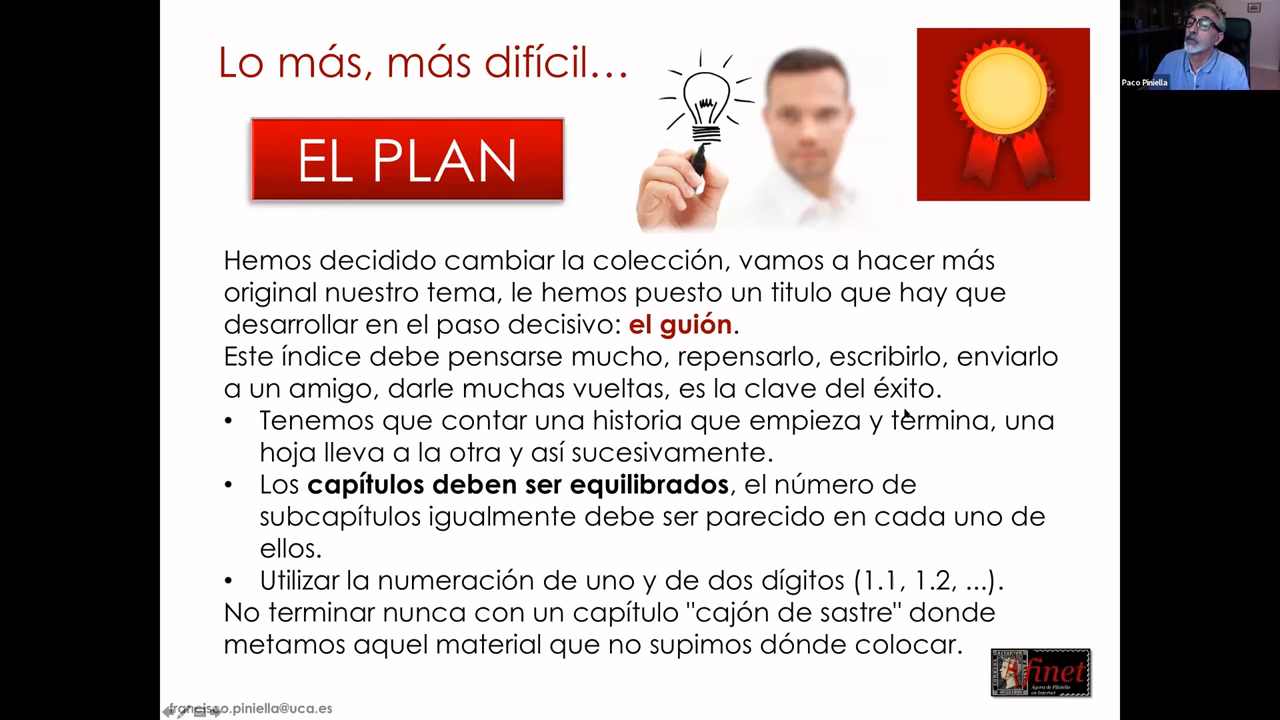 Lo más, más difícil...
EL PLAN
Paco Piniella
Hemos decidido cambiar la colección, vamos a hacer más
original nuestro tema, le hemos puesto un titulo que hay que
desarrollar en el paso decisivo: el guión.
Este índice debe pensarse mucho, repensarlo, escribirlo, enviarlo
a un amigo, darle muchas vueltas, es la clave del éxito.
• Tenemos que contar una historia que empieza y termina, una
hoja lleva a la otra y así sucesivamente.
• Los capítulos deben ser equilibrados, el número de
subcapítulos igualmente debe ser parecido en cada uno de
ellos.
• Utilizar la numeración de uno y de dos dígitos (1.1, 1.2, ...).
No terminar nunca con un capítulo "cajón de sastre" donde
metamos aquel material que no supimos dónde colocar.
Afinet
Ágora de Filatelia
en Internet
francisco.piniella@uca.es